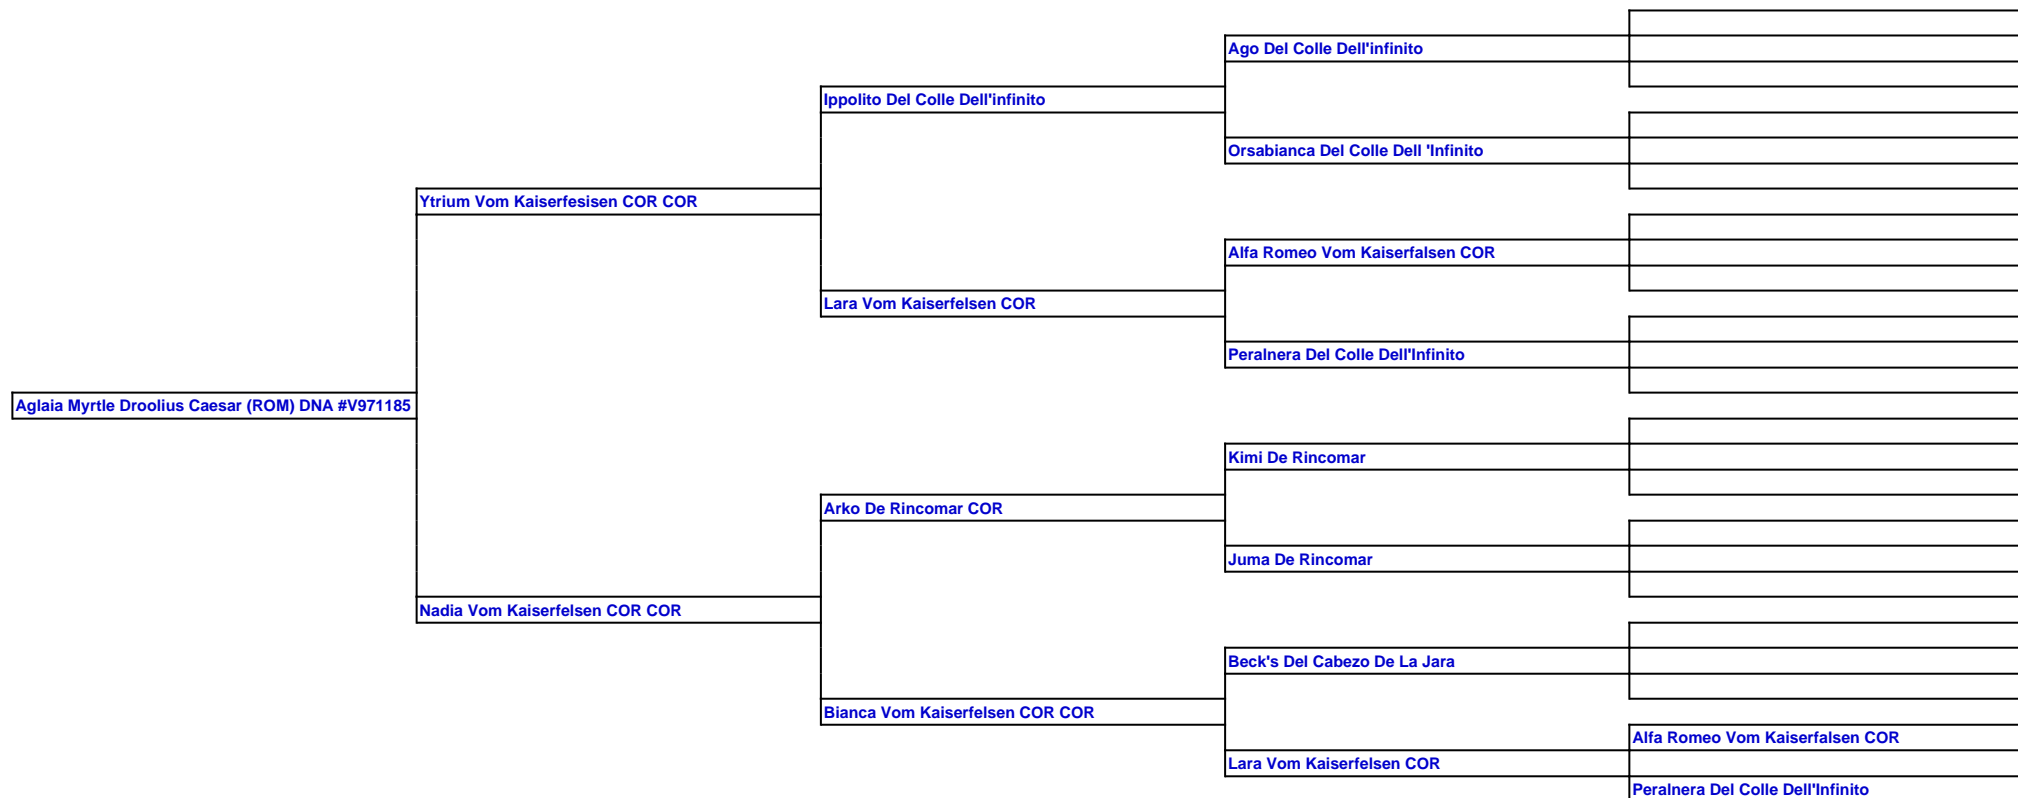 Ago Del Colle Dell'infinito
Ippolito Del Colle Dell'infinito
Orsabianca Del Colle Dell 'Infinito
Ytrium Vom Kaiserfesisen COR COR
Alfa Romeo Vom Kaiserfalsen COR
Lara Vom Kaiserfelsen COR
Peralnera Del Colle Dell'Infinito
Aglaia Myrtle Droolius Caesar (ROM) DNA #V971185
Kimi De Rincomar
Arko De Rincomar COR
Juma De Rincomar
Nadia Vom Kaiserfelsen COR COR
Beck's Del Cabezo De La Jara
Bianca Vom Kaiserfelsen COR COR
Alfa Romeo Vom Kaiserfalsen COR
Lara Vom Kaiserfelsen COR
Peralnera Del Colle Dell'Infinito